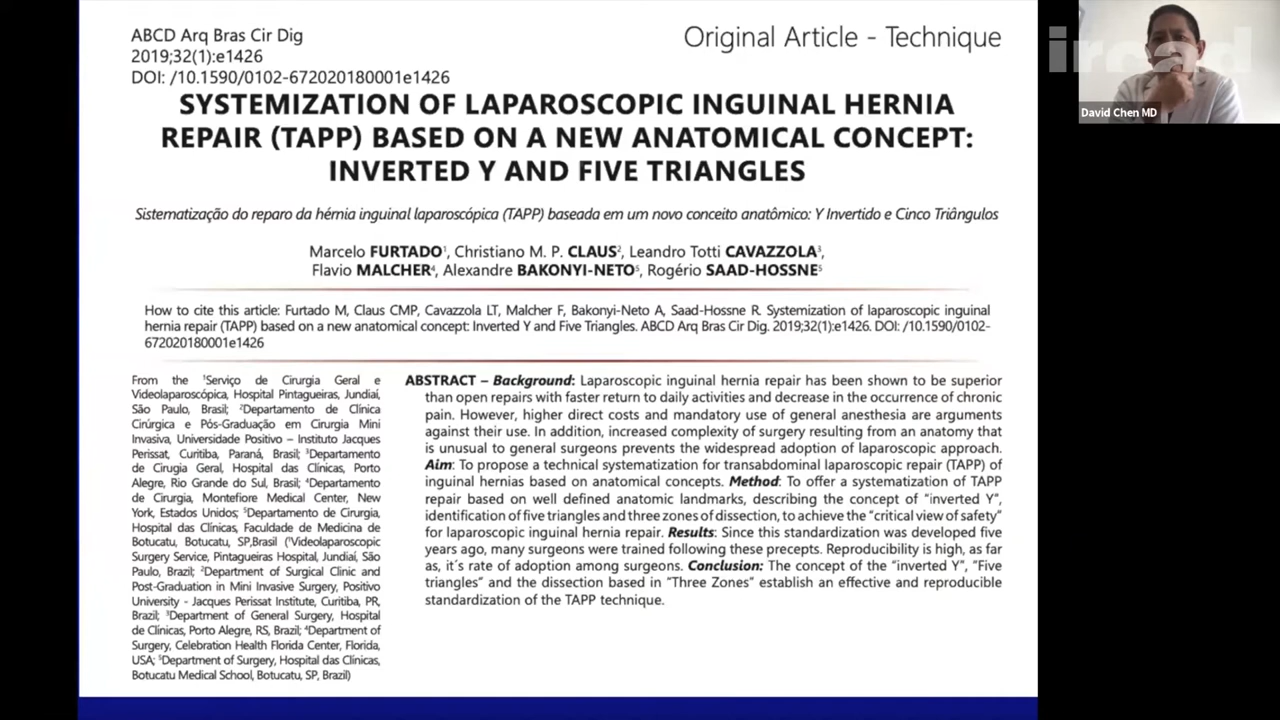 ABCD Arq Bras Cir Dig
2019;32(1):e1426
DOI: /10.1590/0102-672020180001e1426
Original Article - Technique
SYSTEMIZATION OF LAPAROSCOPIC INGUINAL HERNIA
REPAIR (TAPP) BASED ON A NEW ANATOMICAL CONCEPT:
INVERTED Y AND FIVE TRIANGLES
Sistematização do reparo da hérnia inguinal laparoscópica (TAPP) baseada em um novo conceito anatômico: Y Invertido e Cinco Triângulos
Marcelo FURTADO¹, Christiano M. P. CLAUS², Leandro Totti CAVAZZOLA³,
Flavio MALCHER⁴, Alexandre BAKONYI-NETO⁵, Rogério SAAD-HOSSNE⁵
How to cite this article: Furtado M, Claus CMP, Cavazzola LT, Malcher F, Bakonyi-Neto A, Saad-Hossne R. Systemization of laparoscopic inguinal
hernia repair (TAPP) based on a new anatomical concept: Inverted Y and Five Triangles. ABCD Arq Bras Cir Dig. 2019;32(1):e1426. DOI: /10.1590/0102-
672020180001e1426
From the ¹Serviço de Cirurgia Geral e
Videolaparoscópica, Hospital Pintagueiras, Jundiaí,
São Paulo, Brasil; ²Departamento de Clínica
Cirúrgica e Pós-Graduação em Cirurgia Mini
Invasiva, Universidade Positivo – Instituto Jacques
Perissat, Curitiba, Paraná, Brasil; ³Departamento
de Cirugia Geral, Hospital das Clínicas, Porto
Alegre, Rio Grande do Sul, Brasil; ⁴Departamento
de Cirurgia, Montefiore Medical Center, New
York, Estados Unidos; ⁵Departamento de Cirurgia,
Hospital das Clínicas, Faculdade de Medicina de
Botucatu, Botucatu, SP,Brasil (¹Videolaparoscopic
Surgery Service, Pintagueiras Hospital, Jundiaí, São
Paulo, Brazil; ²Department of Surgical Clinic and
Post-Graduation in Mini Invasive Surgery, Positivo
University - Jacques Perissat Institute, Curitiba, PR,
Brazil; ³Department of General Surgery, Hospital
de Clínicas, Porto Alegre, RS, Brazil; ⁴Department of
Surgery, Celebration Health Florida Center, Florida,
USA; ⁵Department of Surgery, Hospital das Clínicas,
Botucatu Medical School, Botucatu, SP, Brazil)
ABSTRACT – Background: Laparoscopic inguinal hernia repair has been shown to be superior
than open repairs with faster return to daily activities and decrease in the occurrence of chronic
pain. However, higher direct costs and mandatory use of general anesthesia are arguments
against their use. In addition, increased complexity of surgery resulting from an anatomy that
is unusual to general surgeons prevents the widespread adoption of laparoscopic approach.
Aim: To propose a technical systematization for transabdominal laparoscopic repair (TAPP) of
inguinal hernias based on anatomical concepts. Method: To offer a systematization of TAPP
repair based on well defined anatomic landmarks, describing the concept of “inverted Y”,
identification of five triangles and three zones of dissection, to achieve the “critical view of safety”
for laparoscopic inguinal hernia repair. Results: Since this standardization was developed five
years ago, many surgeons were trained following these precepts. Reproducibility is high, as far
as, it´s rate of adoption among surgeons. Conclusion: The concept of the “inverted Y”, “Five
triangles” and the dissection based in “Three Zones” establish an effective and reproducible
standardization of the TAPP technique.
ircad
David Chen MD